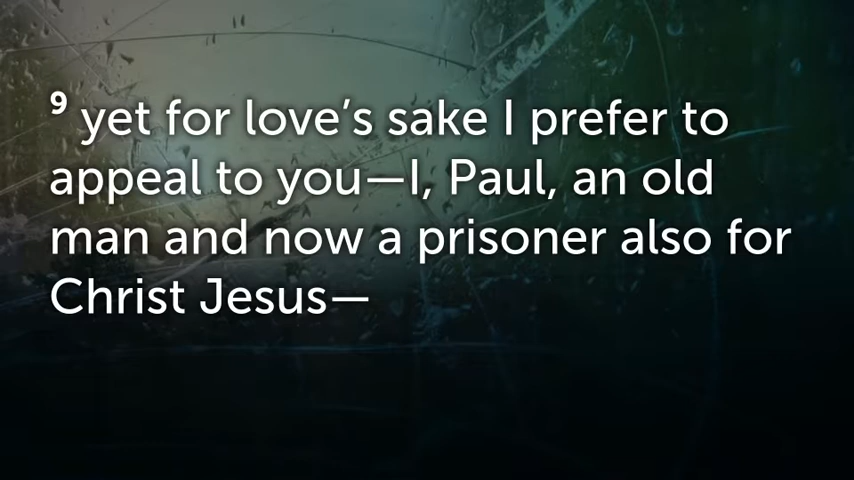 ⁹ yet for love’s sake I prefer to
appeal to you—I, Paul, an old
man and now a prisoner also for
Christ Jesus—